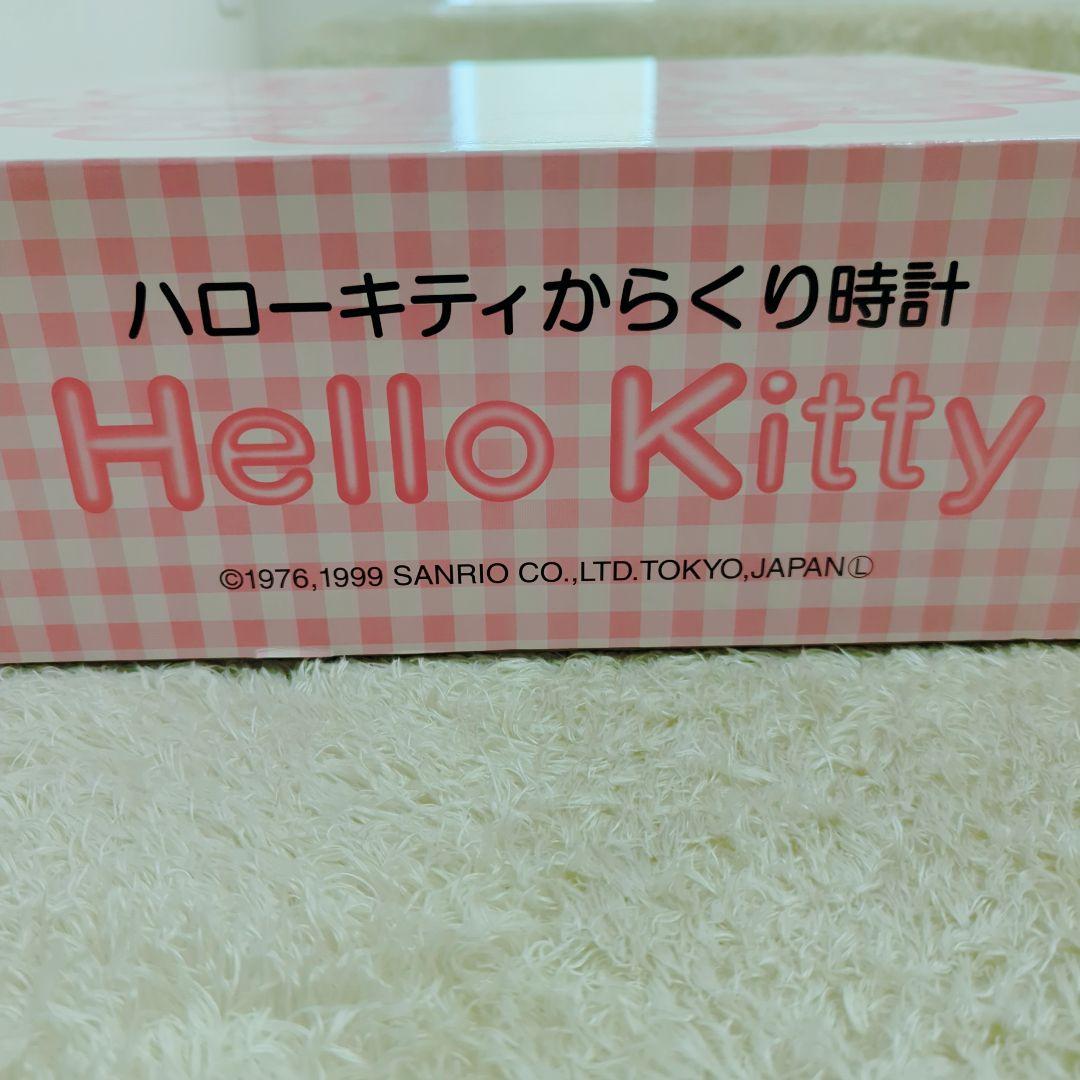 ハローキティからくり時計
Hello Kitty
©1976,1999 SANRIO CO.,LTD.TOKYO,JAPANⓁ